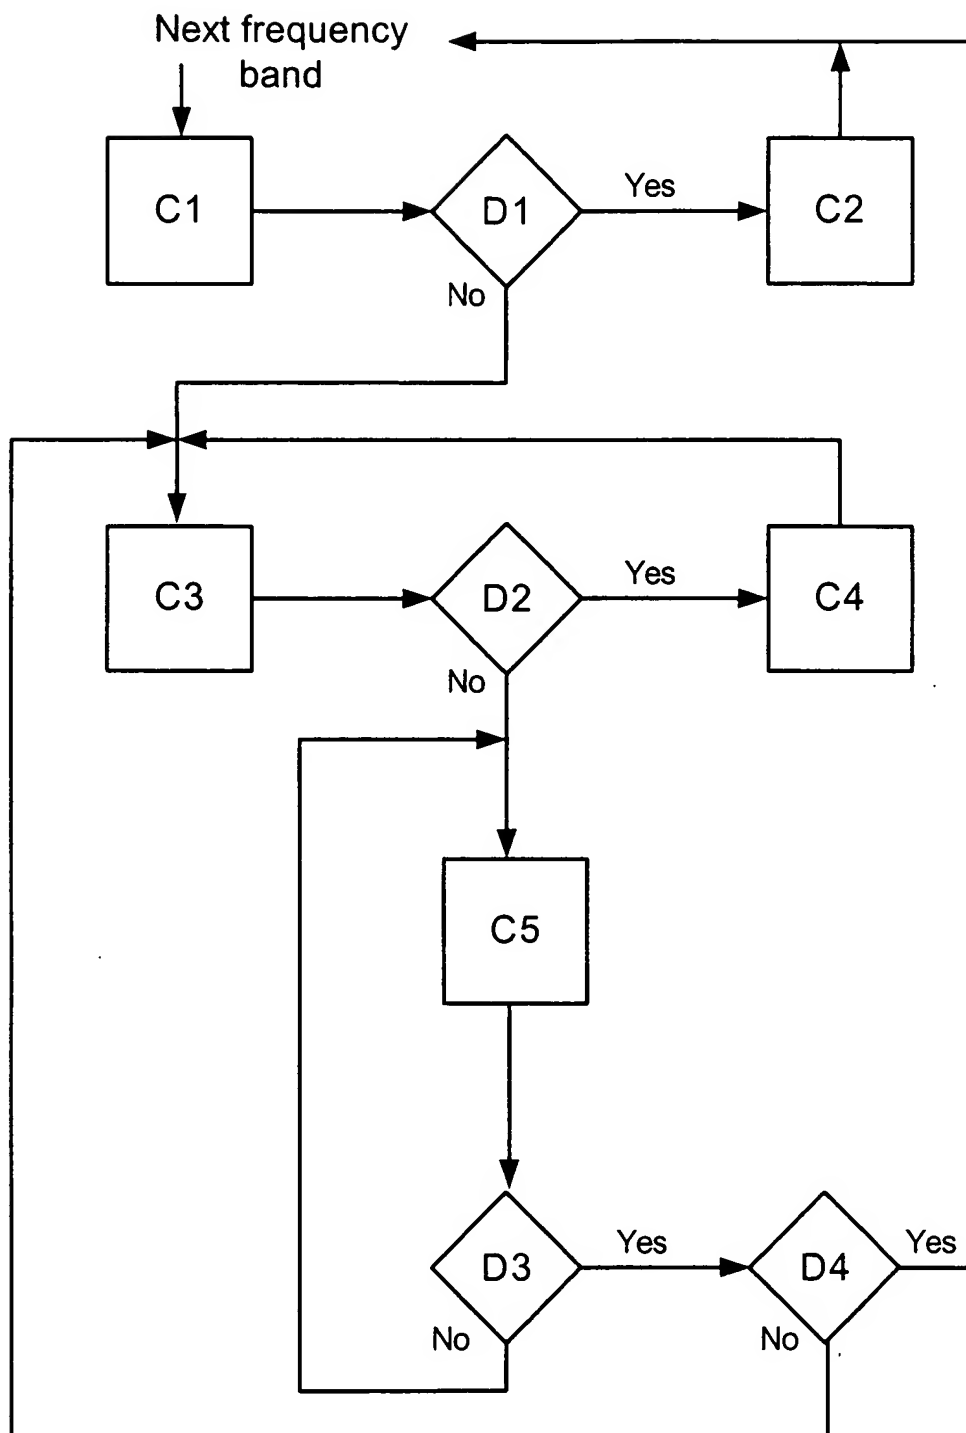 Next frequency
band
C1
D1
Yes
C2
No
C3
D2
Yes
C4
No
C5
D3
Yes
D4
Yes
No
No